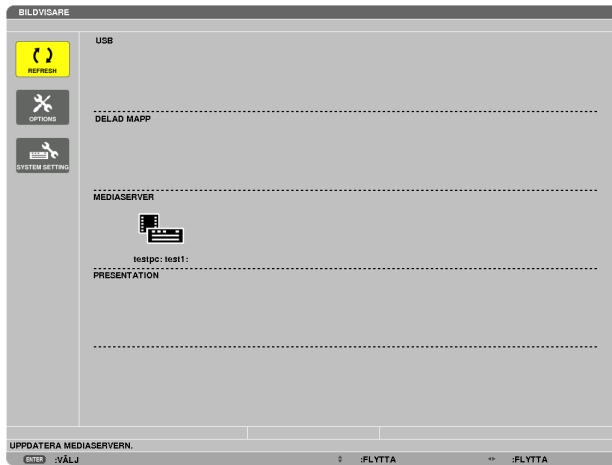 BILDVISARE
USB
REFRESH
OPTIONS
DELAD MAPP
SYSTEM SETTING
MEDIASERVER
testpc: test1:
PRESENTATION
UPPDATERA MEDIASERVERN.
ENTER :VÄLJ :FLYTTA :FLYTTA